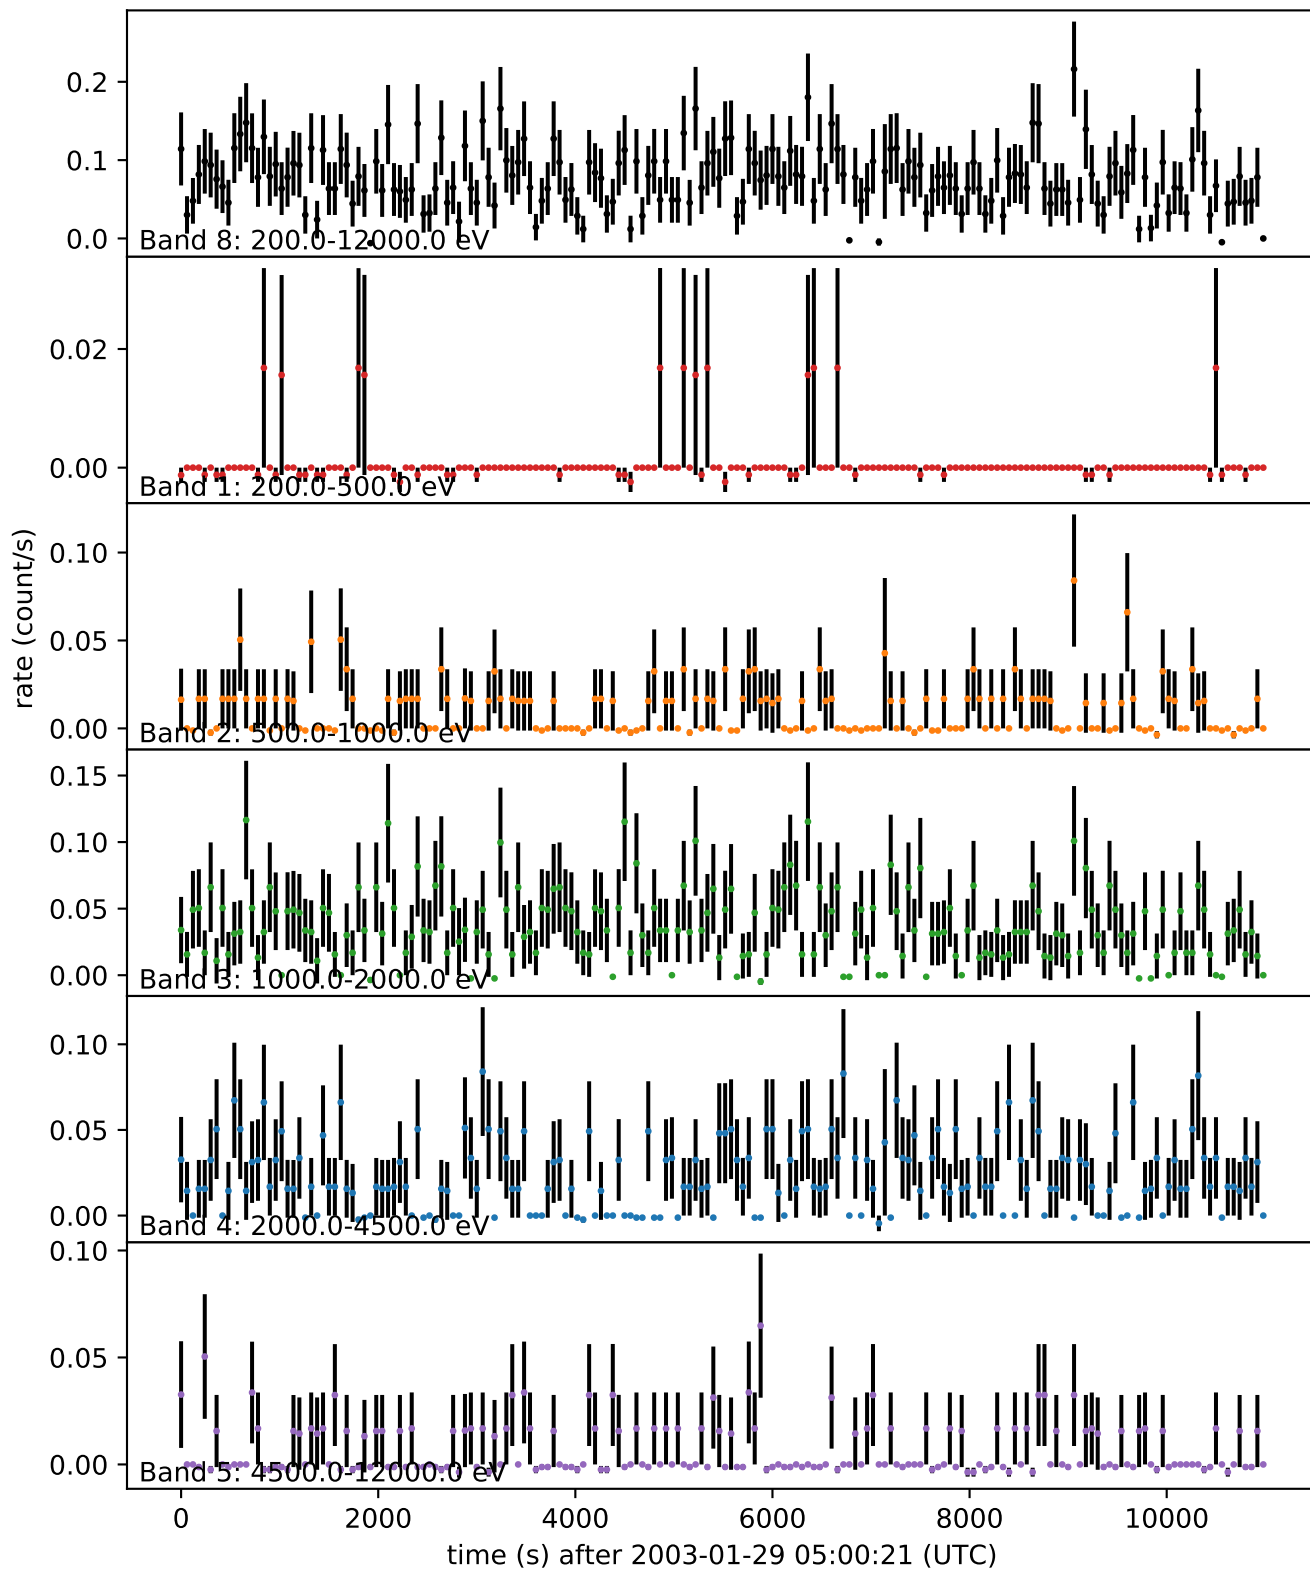 0.2
0.1
0.0
Band 8: 200.0-12000.0 eV
0.02
0.00
Band 1: 200.0-500.0 eV
0.10
0.05
0.00
Band 2: 500.0-1000.0 eV
rate (count/s)
0.15
0.10
0.05
0.00
Band 3: 1000.0-2000.0 eV
0.10
0.05
0.00
Band 4: 2000.0-4500.0 eV
0.10
0.05
0.00
Band 5: 4500.0-12000.0 eV
0 2000 4000 6000 8000 10000
time (s) after 2003-01-29 05:00:21 (UTC)